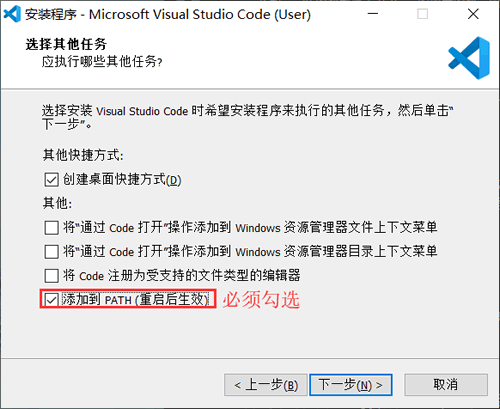 安装程序 - Microsoft Visual Studio Code (User)
选择其他任务
应执行哪些其他任务?
选择安装 Visual Studio Code 时希望安装程序来执行的其他任务，然后单击“
下一步”。
其他快捷方式:
创建桌面快捷方式(D)
其他:
将“通过 Code 打开”操作添加到 Windows 资源管理器文件上下文菜单
将“通过 Code 打开”操作添加到 Windows 资源管理器目录上下文菜单
将 Code 注册为受支持的文件类型的编辑器
添加到 PATH (重启后生效) 必须勾选
< 上一步(B) 下一步(N) > 取消